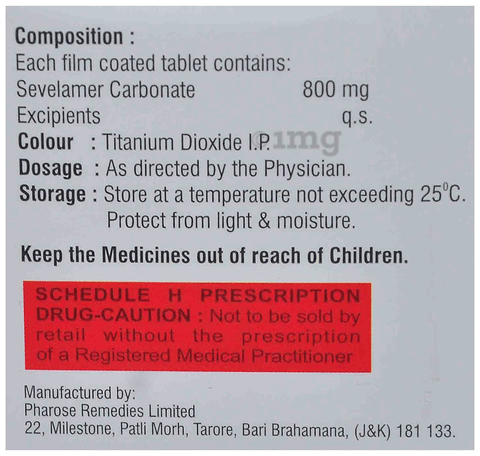 Composition :
Each film coated tablet contains:
Sevelamer Carbonate 800 mg
Excipients q.s.
Colour : Titanium Dioxide I.P.
1mg
Dosage : As directed by the Physician.
Storage : Store at a temperature not exceeding 25⁰C.
Protect from light & moisture.
Keep the Medicines out of reach of Children.
SCHEDULE H PRESCRIPTION
DRUG-CAUTION : Not to be sold by
retail without the prescription
of a Registered Medical Practitioner
Manufactured by:
Pharose Remedies Limited
22, Milestone, Patli Morh, Tarore, Bari Brahamana, (J&K) 181 133.